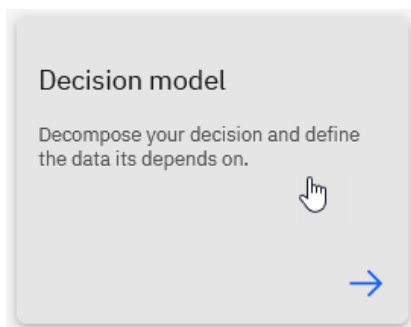 Decision model
Decompose your decision and define
the data its depends on.